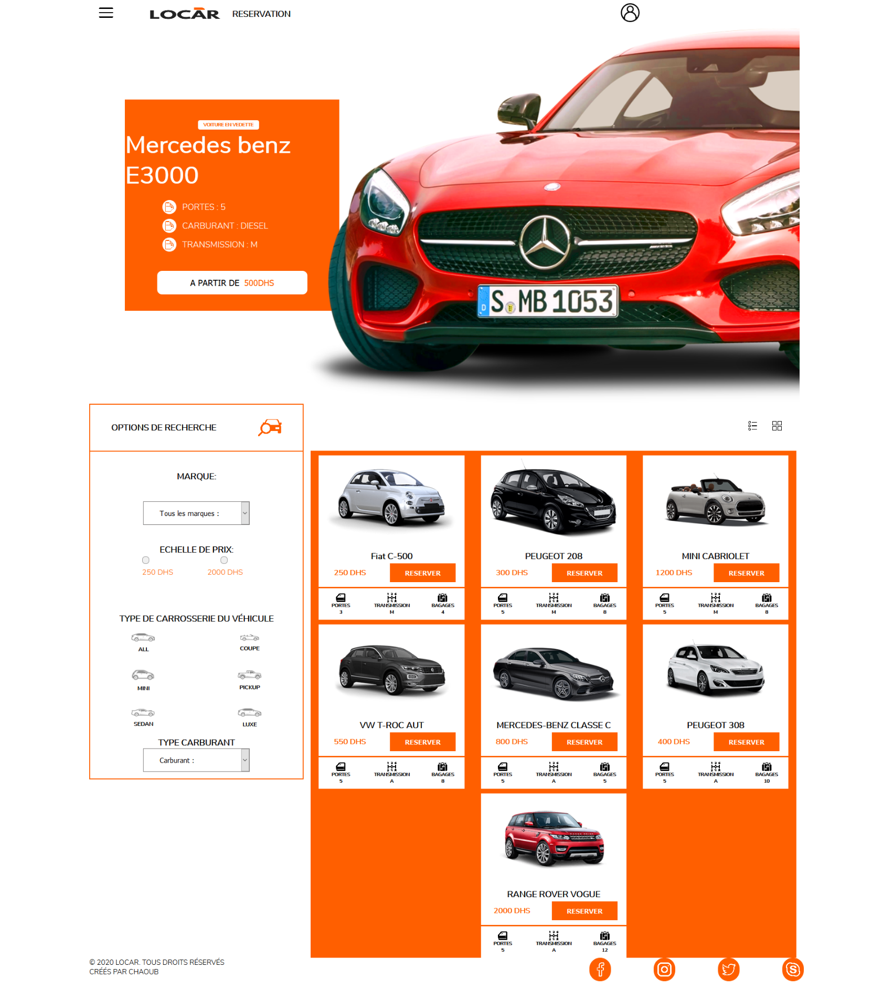 LOCAR RESERVATION
VOITURE EN VEDETTE
Mercedes benz
E3000
PORTES : 5
CARBURANT : DIESEL
TRANSMISSION : M
A PARTIR DE 500DHS
S MB 1053
D
OPTIONS DE RECHERCHE
MARQUE:
Tous les marques :
ECHELLE DE PRIX:
250 DHS 2000 DHS
TYPE DE CARROSSERIE DU VÉHICULE
ALL COUPE
MINI PICKUP
SEDAN LUXE
TYPE CARBURANT
Carburant :
Fiat C-500
250 DHS RESERVER
PORTES TRANSMISSION BAGAGES
3 M 4
PEUGEOT 208
300 DHS RESERVER
PORTES TRANSMISSION BAGAGES
5 M 8
MINI CABRIOLET
1200 DHS RESERVER
PORTES TRANSMISSION BAGAGES
5 M 8
VW T-ROC AUT
550 DHS RESERVER
PORTES TRANSMISSION BAGAGES
5 A 8
MERCEDES-BENZ CLASSE C
800 DHS RESERVER
PORTES TRANSMISSION BAGAGES
5 A 5
PEUGEOT 308
400 DHS RESERVER
PORTES TRANSMISSION BAGAGES
5 A 10
RANGE ROVER VOGUE
2000 DHS RESERVER
PORTES TRANSMISSION BAGAGES
5 A 12
© 2020 LOCAR. TOUS DROITS RÉSERVÉS
CRÉÉS PAR CHAOUB